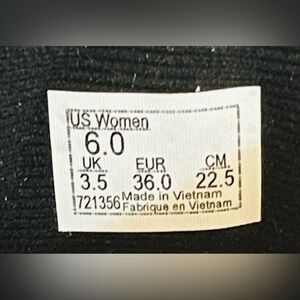 US Women
6.0
UK EUR CM
3.5 36.0 22.5
721356 Made in Vietnam
Fabrique en Vietnam